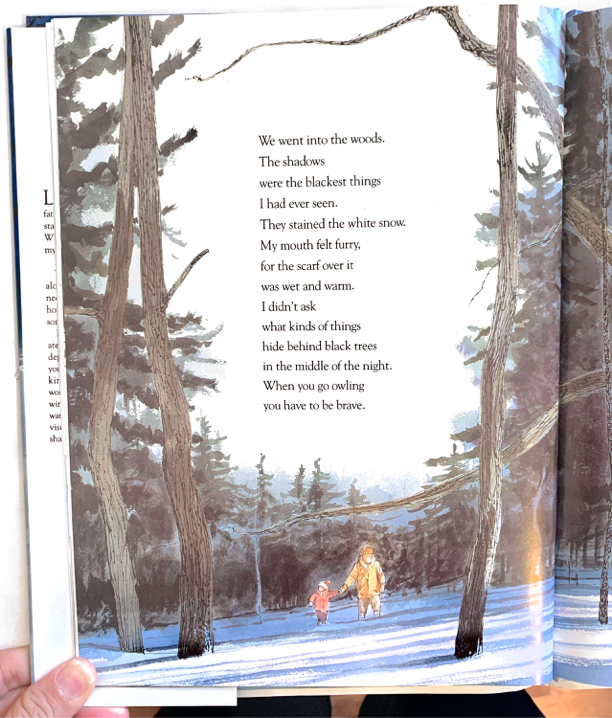 We went into the woods.
The shadows
were the blackest things
I had ever seen.
They stained the white snow.
My mouth felt furry,
for the scarf over it
was wet and warm.
I didn't ask
what kinds of things
hide behind black trees
in the middle of the night.
When you go owling
you have to be brave.